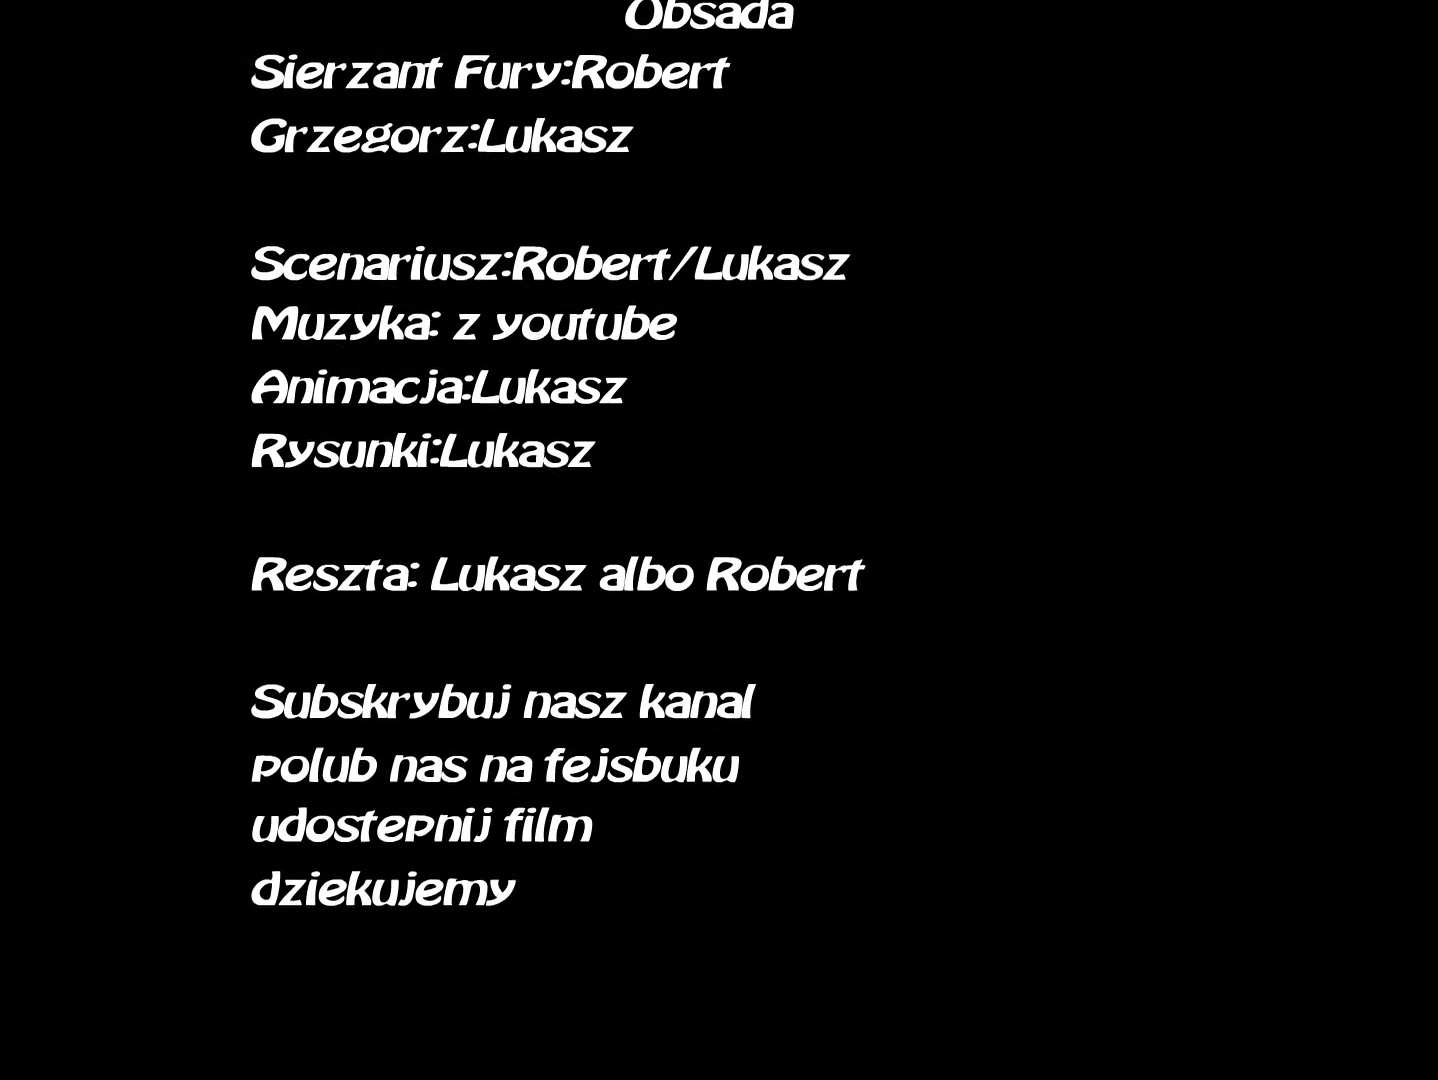 Obsada
Sierzant Fury:Robert
Grzegorz:Lukasz
Scenariusz:Robert/Lukasz
Muzyka: z youtube
Animacja:Lukasz
Rysunki:Lukasz
Reszta: Lukasz albo Robert
Subskrybuj nasz kanal
polub nas na fejsbuku
udostepnij film
dziekujemy